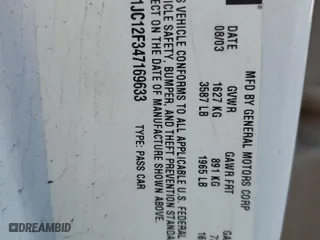 MFD BY GENERAL MOTORS CORP
DATE GVWR GAWR FRT
08/03 1627 KG 891 KG
3587 LB 1965 LB
S VEHICLE CONFORMS TO ALL APPLICABLE U.S. FEDERAL
ICLE SAFETY, BUMPER, AND THEFT PREVENTION STANDA
ECT ON THE DATE OF MANUFACTURE SHOWN ABOVE.
1JC12F347169633 TYPE: PASS CAR
DREAMBID